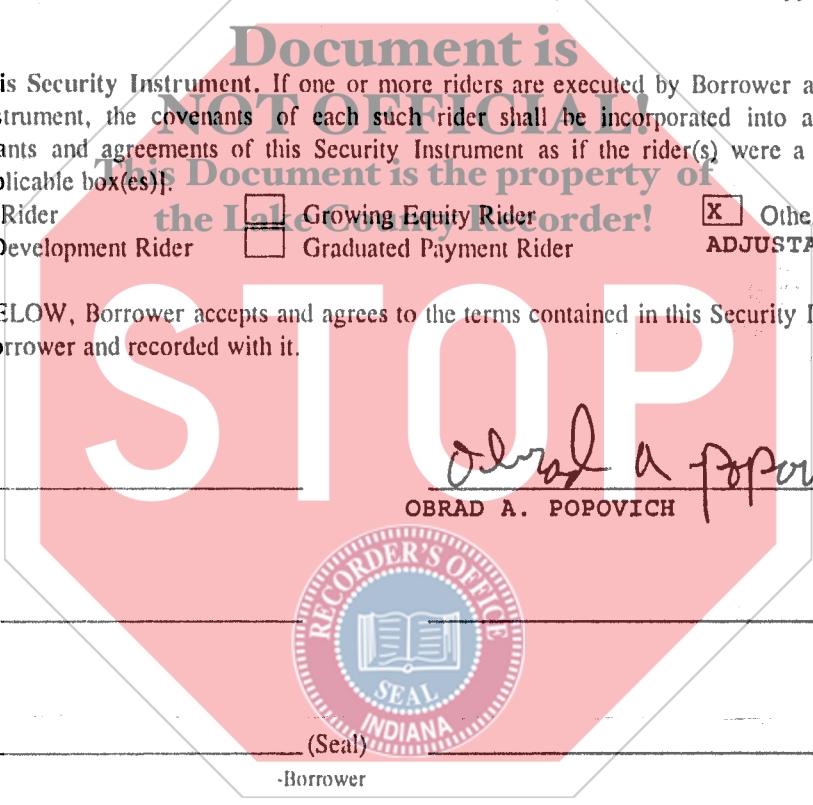 Document is
is Security Instrument. If one or more riders are executed by Borrower a
NOT OFFICIAL!
strument, the covenants of each such rider shall be incorporated into a
ants and agreements of this Security Instrument as if the rider(s) were a
This Document is the property of
plicable box(es)].
Rider Growing Equity Rider X Othe
the Lake County Recorder!
Development Rider Graduated Payment Rider ADJUSTA
ELOW, Borrower accepts and agrees to the terms contained in this Security I
orrower and recorded with it.
STOP
Obrad A Popov
OBRAD A. POPOVICH
RECORDER'S OFFICE
SEAL
INDIANA
(Seal)
-Borrower